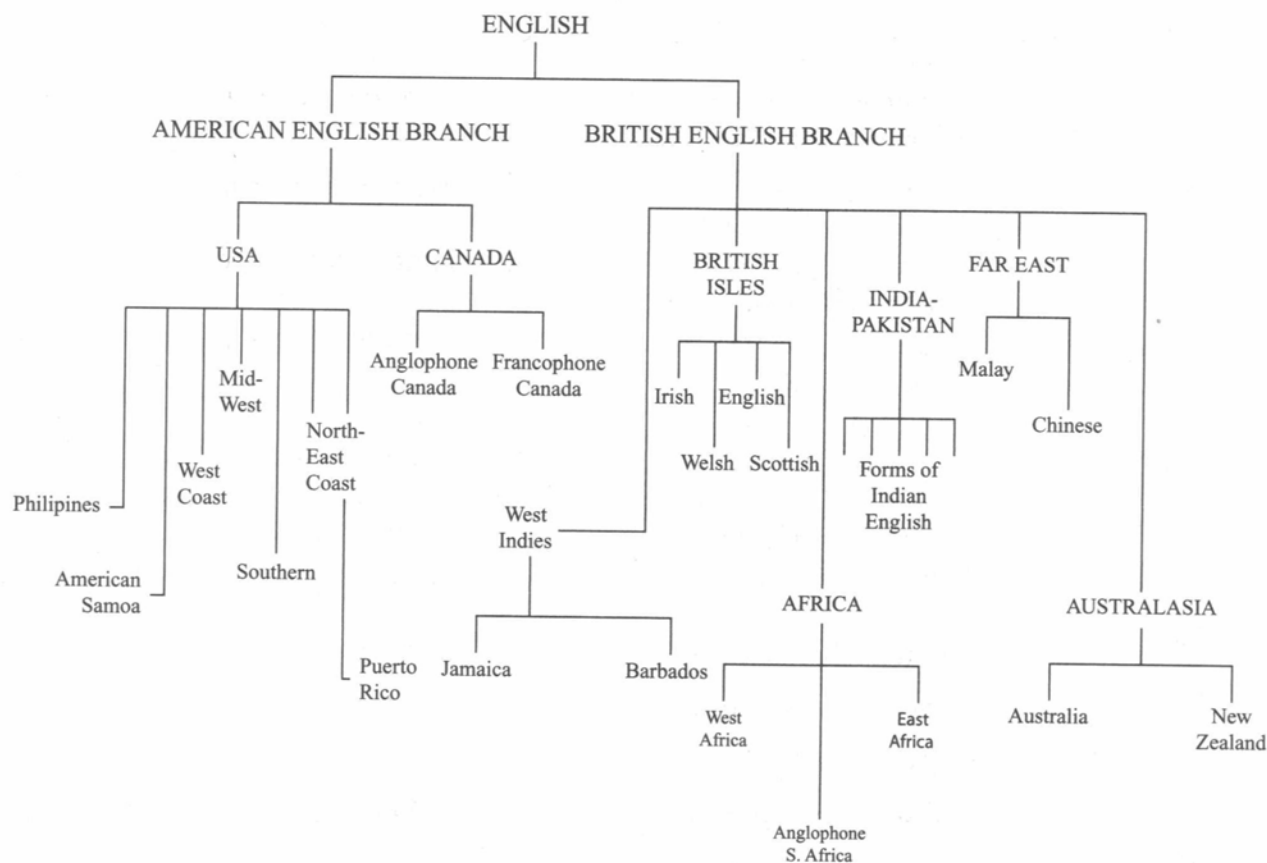 ENGLISH
AMERICAN ENGLISH BRANCH
BRITISH ENGLISH BRANCH
USA
CANADA
BRITISH
ISLES
INDIA-
PAKISTAN
FAR EAST
Anglophone
Canada
Francophone
Canada
Mid-
West
Irish
English
Malay
Chinese
North-
East
Coast
West
Coast
Welsh
Scottish
Forms of
Indian
English
Philipines
West
Indies
Southern
American
Samoa
AFRICA
AUSTRALASIA
Puerto
Rico
Jamaica
Barbados
West
Africa
East
Africa
Australia
New
Zealand
Anglophone
S. Africa